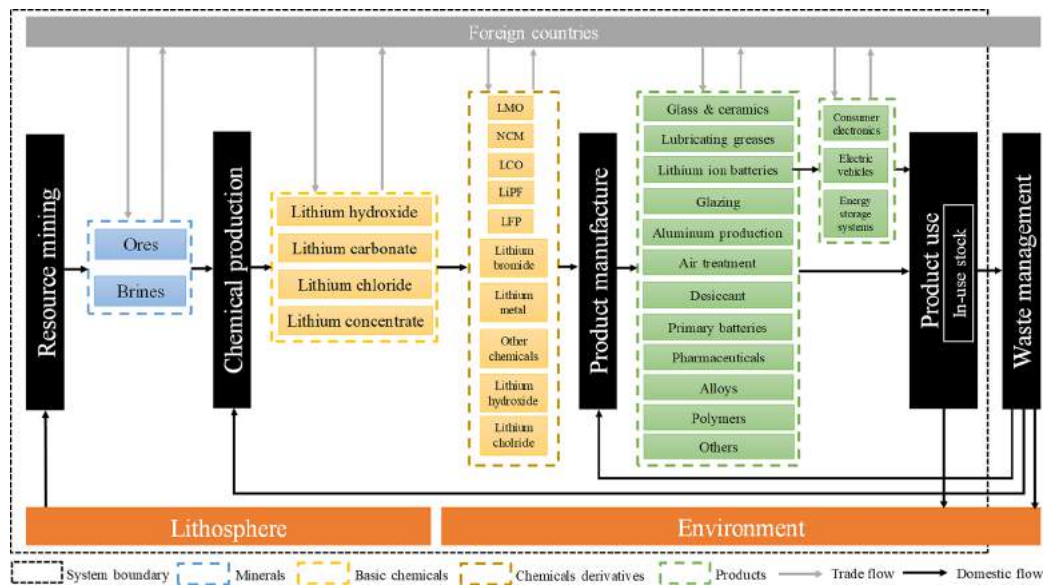 Foreign countries
Resource mining
Ores
Brines
Chemical production
Lithium hydroxide
Lithium carbonate
Lithium chloride
Lithium concentrate
LMO
NCM
LCO
LiPF
LFP
Lithium
bromide
Lithium
metal
Other
chemicals
Lithium
hydroxide
Lithium
cholride
Product manufacture
Glass & ceramics
Lubricating greases
Lithium ion batteries
Glazing
Aluminum production
Air treatment
Desiccant
Primary batteries
Pharmaceuticals
Alloys
Polymers
Others
Consumer
electronics
Electric
vehicles
Energy
storage
systems
Product use
In-use stock
Waste management
Lithosphere
Environment
System boundary
Minerals
Basic chemicals
Chemicals derivatives
Products
Trade flow
Domestic flow